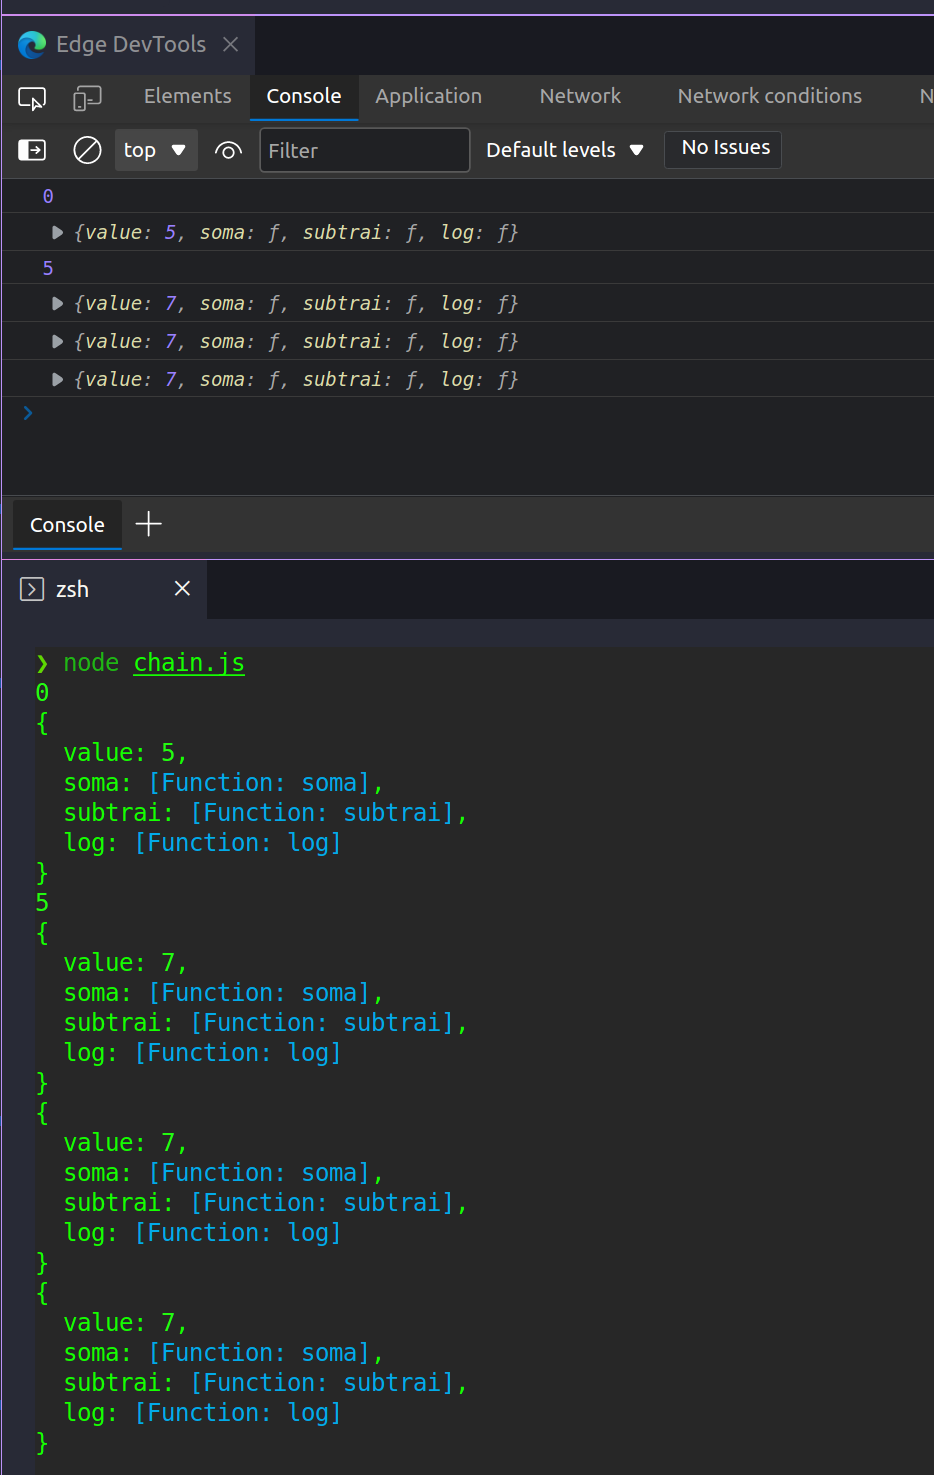 Edge DevTools
Elements Console Application Network Network conditions N
top Filter Default levels No Issues
0
{value: 5, soma: ƒ, subtrai: ƒ, log: ƒ}
5
{value: 7, soma: ƒ, subtrai: ƒ, log: ƒ}
{value: 7, soma: ƒ, subtrai: ƒ, log: ƒ}
{value: 7, soma: ƒ, subtrai: ƒ, log: ƒ}
Console
zsh
❯ node chain.js
0
{
  value: 5,
  soma: [Function: soma],
  subtrai: [Function: subtrai],
  log: [Function: log]
}
5
{
  value: 7,
  soma: [Function: soma],
  subtrai: [Function: subtrai],
  log: [Function: log]
}
{
  value: 7,
  soma: [Function: soma],
  subtrai: [Function: subtrai],
  log: [Function: log]
}
{
  value: 7,
  soma: [Function: soma],
  subtrai: [Function: subtrai],
  log: [Function: log]
}